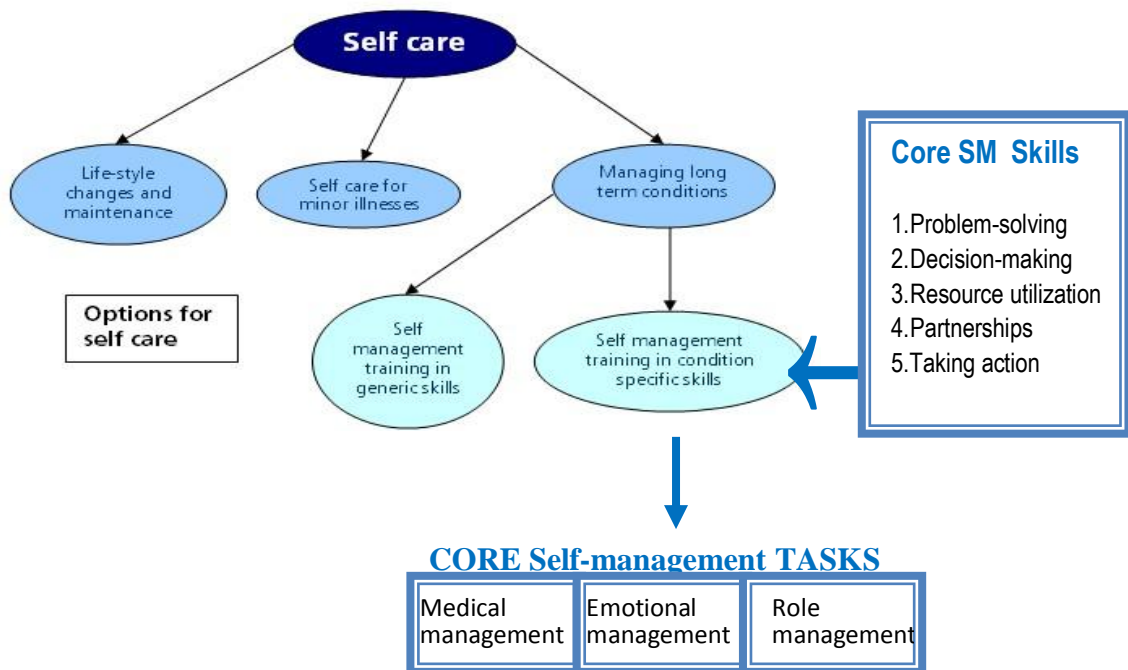 Self care
Life-style
changes and
maintenance
Self care for
minor illnesses
Managing long
term conditions
Core SM Skills
1.Problem-solving
2.Decision-making
3.Resource utilization
4.Partnerships
5.Taking action
Options for
self care
Self
management
training in
generic skills
Self management
training in condition
specific skills
CORE Self-management TASKS
Medical
management
Emotional
management
Role
management